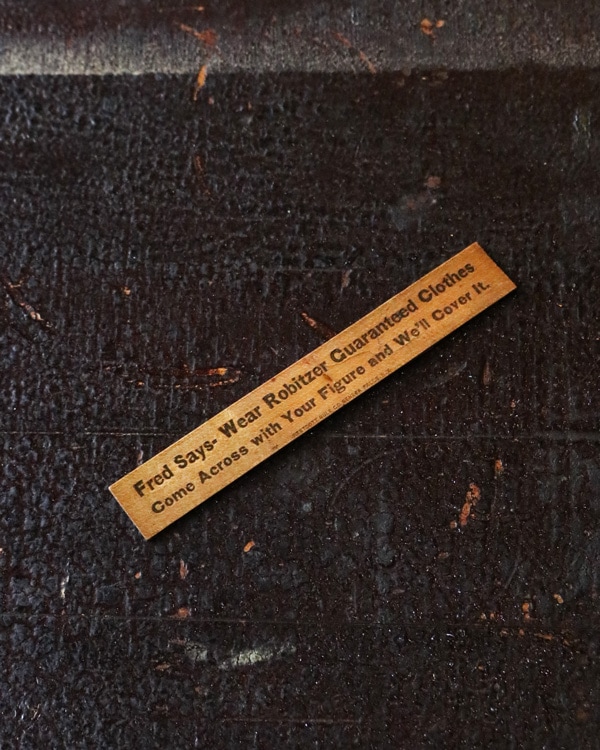 Fred Says- Wear Robitzer Guaranteed Clothes
Come Across with Your Figure and We'll Cover It.